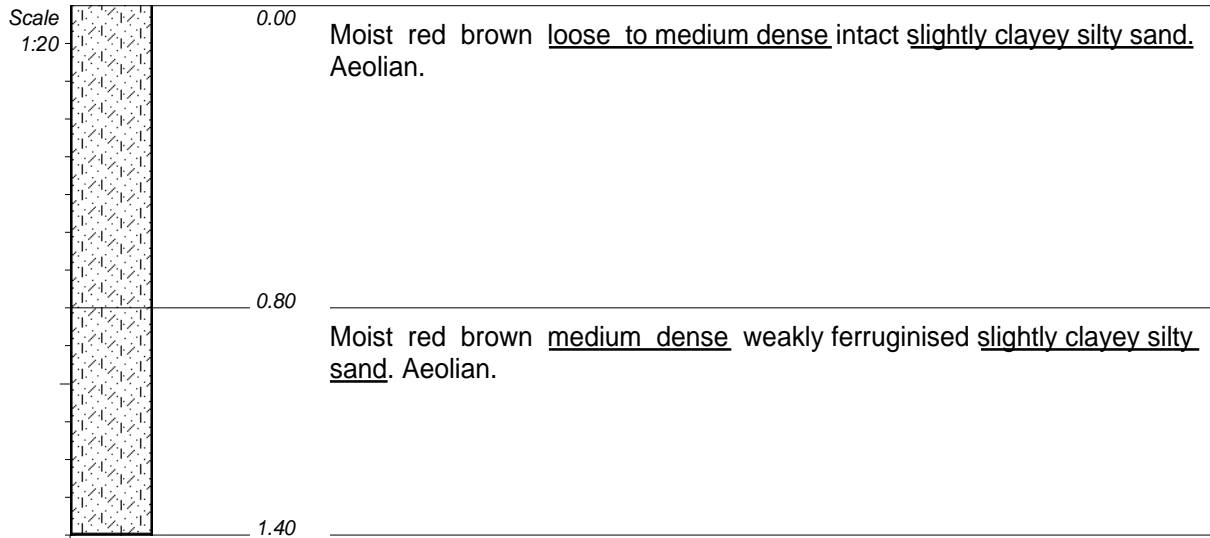 Scale
1:20
0.00
Moist red brown loose to medium dense intact slightly clayey silty sand.
Aeolian.
0.80
Moist red brown medium dense weakly ferruginised slightly clayey silty
sand. Aeolian.
1.40